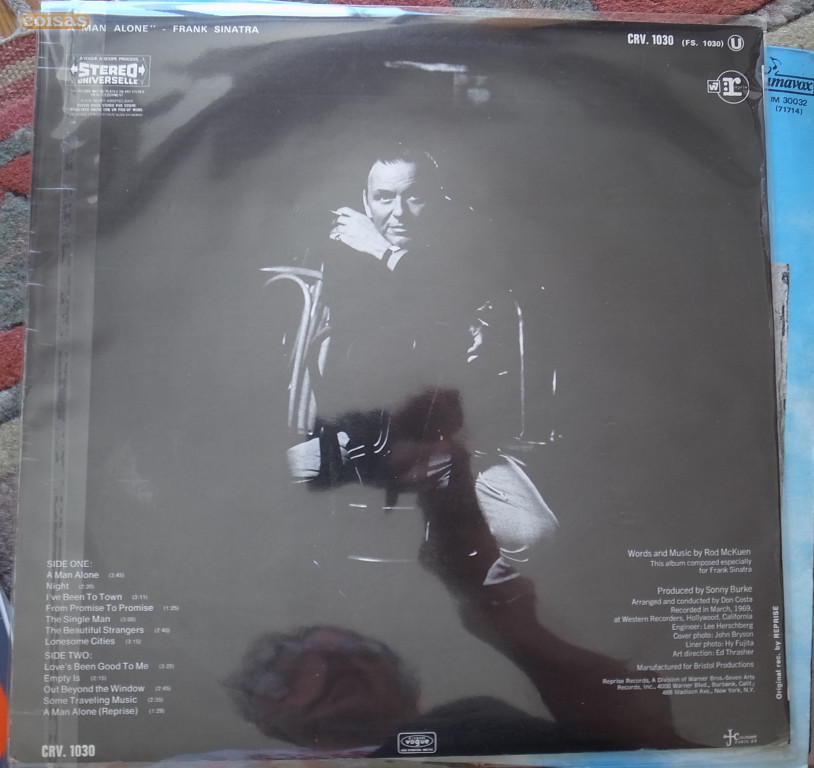 coisas
"A MAN ALONE" - FRANK SINATRA
CRV. 1030 (FS. 1030) U
STEREO
UNIVERSELLE
amavox
IM 30032
(71714)
SIDE ONE:
A Man Alone (3:45)
Night (2:25)
I've Been To Town (3:11)
From Promise To Promise (1:25)
The Single Man (3:00)
The Beautiful Strangers (2:40)
Lonesome Cities (3:15)
SIDE TWO:
Love's Been Good To Me (3:25)
Empty Is (2:15)
Out Beyond the Window (2:45)
Some Traveling Music (2:35)
A Man Alone (Reprise) (1:29)
CRV. 1030
vogue
Words and Music by Rod McKuen
This album composed especially
for Frank Sinatra
Produced by Sonny Burke
Arranged and conducted by Don Costa
Recorded in March, 1969,
at Western Recorders, Hollywood, California
Engineer: Lee Herschberg
Cover photo: John Bryson
Liner photo: Hy Fujita
Art direction: Ed Thrasher
Manufactured for Bristol Productions
Reprise Records, A Division of Warner Bros.-Seven Arts
Records, Inc., 4000 Warner Blvd., Burbank, Calif.;
488 Madison Ave., New York, N.Y.
Original rec. by REPRISE